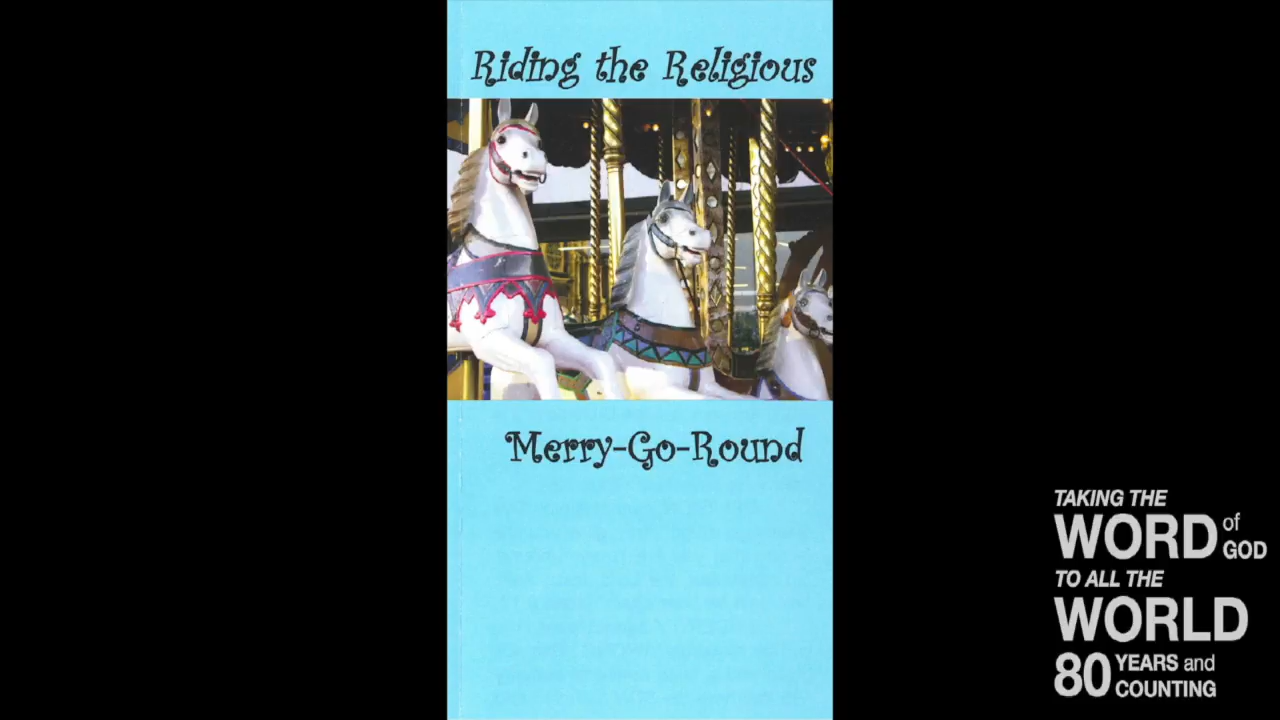 Riding the Religious
Merry-Go-Round
TAKING THE
WORD of GOD
TO ALL THE
WORLD
80 YEARS and
COUNTING